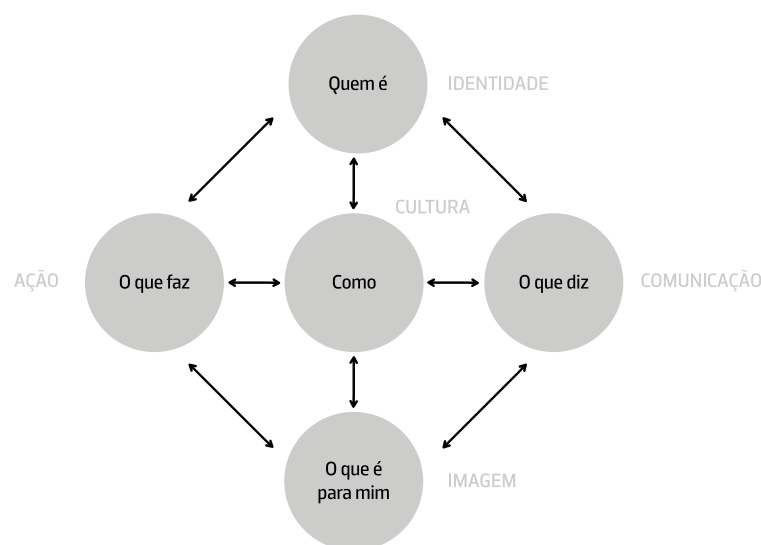 Quem é
IDENTIDADE
CULTURA
AÇÃO
O que faz
Como
O que diz
COMUNICAÇÃO
O que é
para mim
IMAGEM